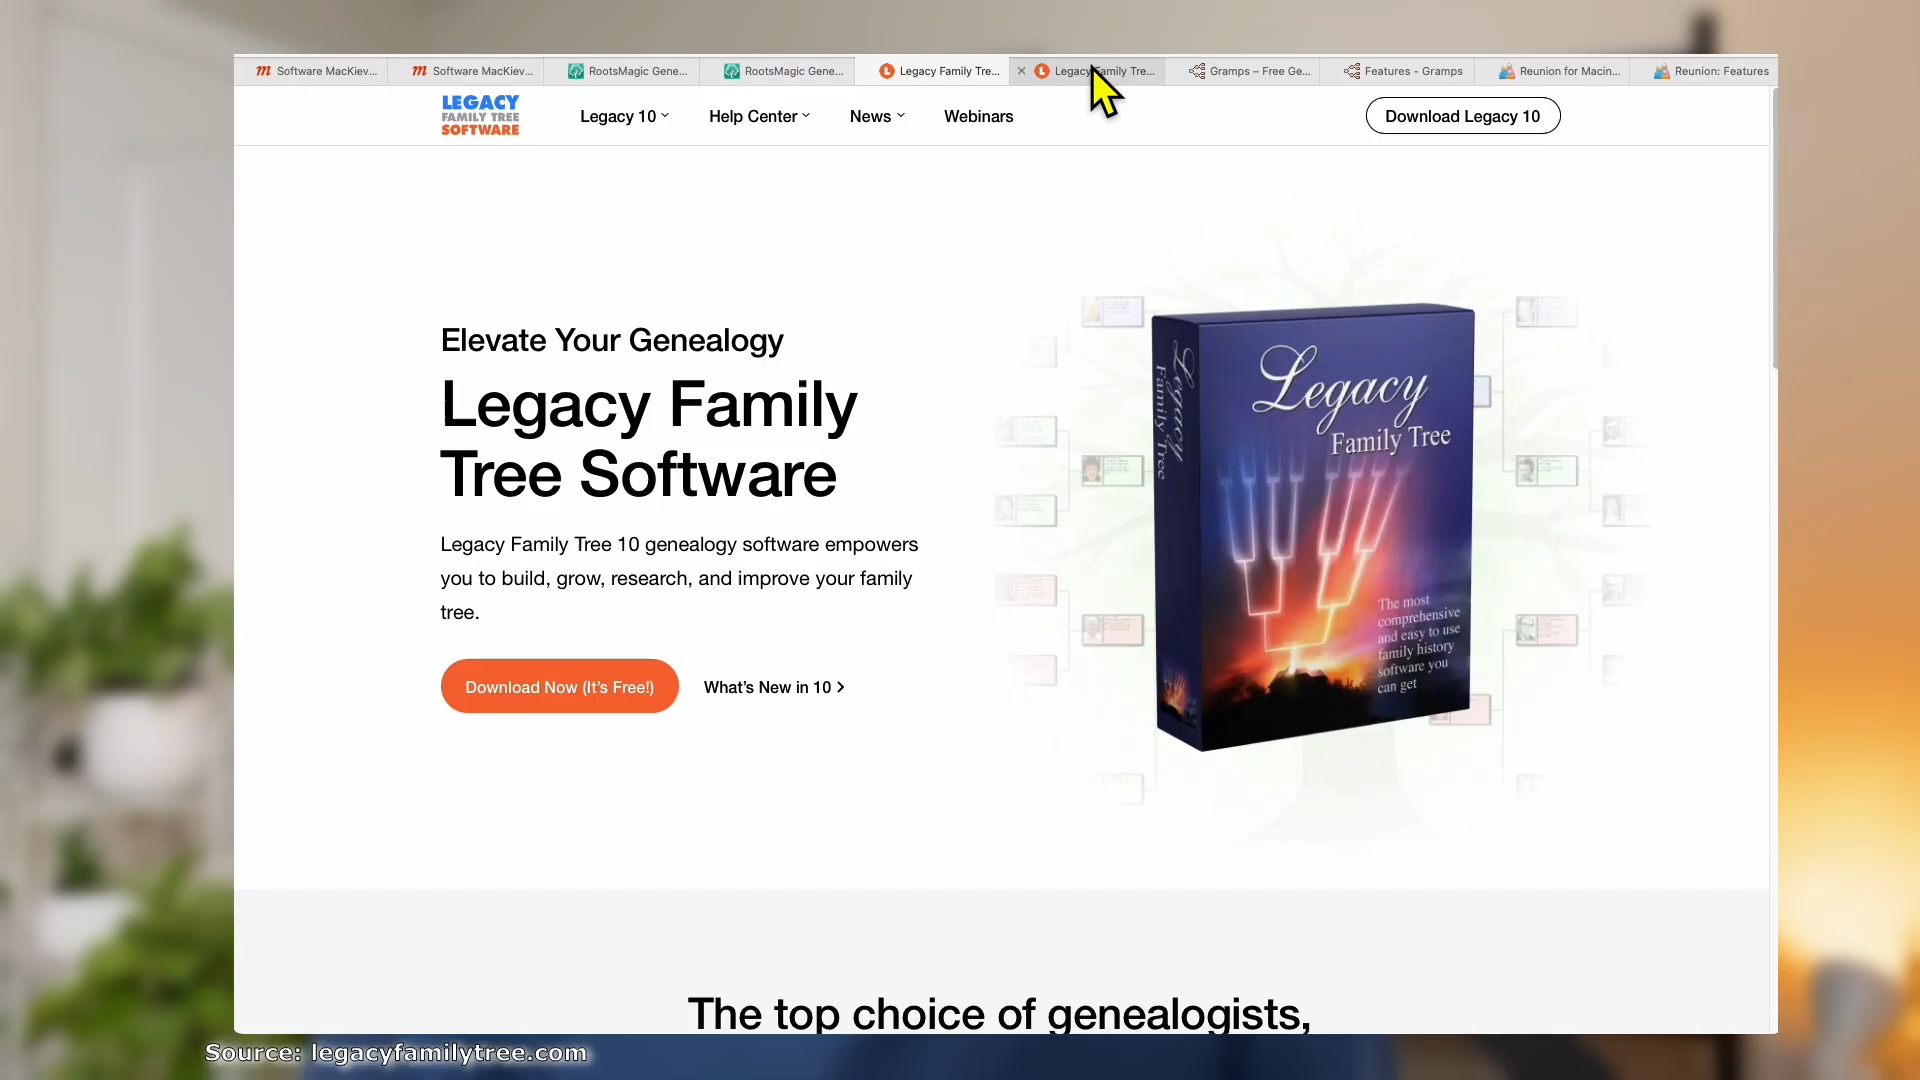 Software MacKiev...
Software MacKiev...
RootsMagic Gene...
RootsMagic Gene...
Legacy Family Tre...
Legacy Family Tre...
Gramps – Free Ge...
Features - Gramps
Reunion for Macin...
Reunion: Features
LEGACY
FAMILY TREE
SOFTWARE
Legacy 10
Help Center
News
Webinars
Download Legacy 10
Elevate Your Genealogy
Legacy Family
Tree Software
Legacy Family Tree 10 genealogy software empowers
you to build, grow, research, and improve your family
tree.
Download Now (It's Free!)
What's New in 10
Legacy
Family Tree
Legacy
Family Tree
The most
comprehensive
and easy to use
family history
software you
can get
The top choice of genealogists,
Source: legacyfamilytree.com